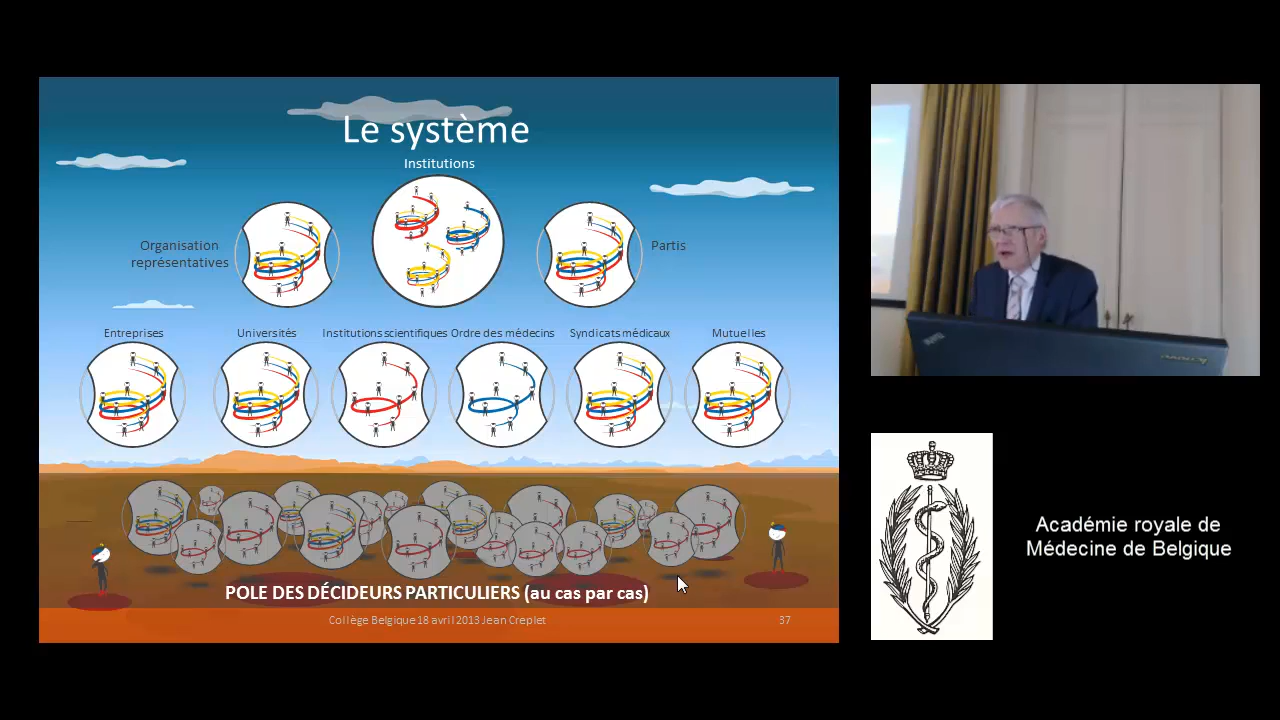 Le système
Institutions
Organisation
représentatives
Partis
Entreprises
Universités
Institutions scientifiques
Ordre des médecins
Syndicats médicaux
Mutuelles
POLE DES DÉCIDEURS PARTICULIERS (au cas par cas)
Collège Belgique 18 avril 2013 Jean Creplet
37
Académie royale de
Médecine de Belgique